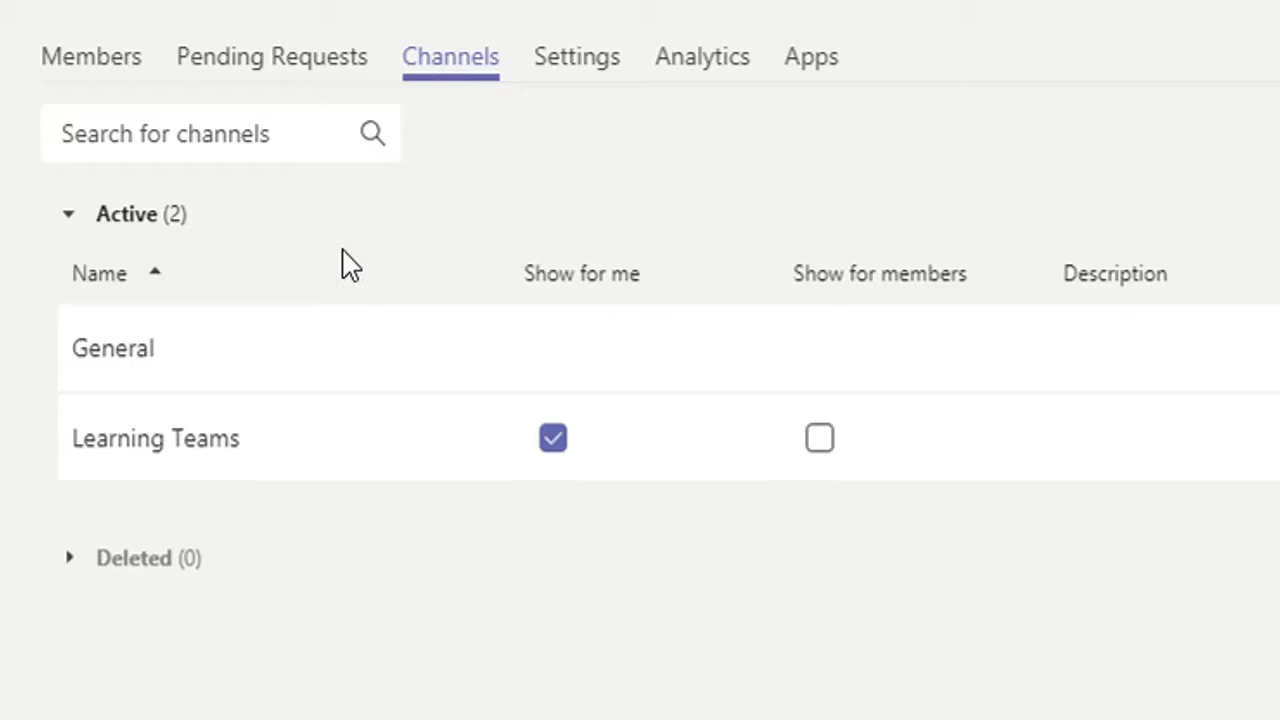 Members Pending Requests Channels Settings Analytics Apps
Search for channels
Active (2)
Name Show for me Show for members Description
General
Learning Teams
Deleted (0)